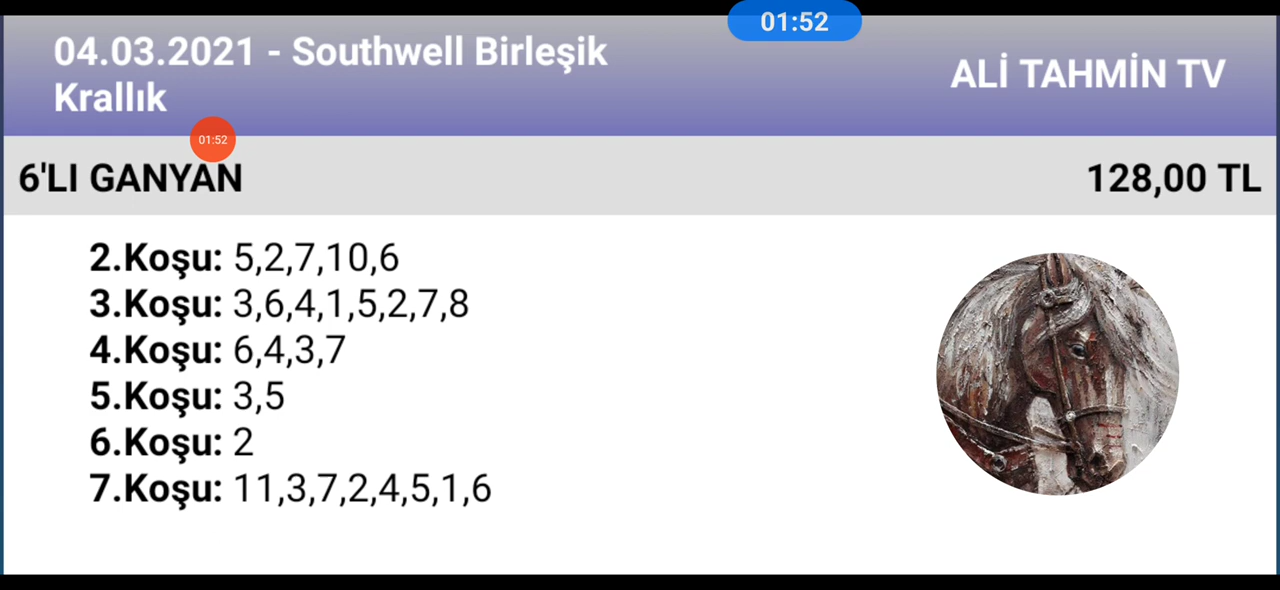 01:52
04.03.2021 - Southwell Birleşik
Krallık
ALİ TAHMİN TV
01:52
6'LI GANYAN
128,00 TL
2.Koşu: 5,2,7,10,6
3.Koşu: 3,6,4,1,5,2,7,8
4.Koşu: 6,4,3,7
5.Koşu: 3,5
6.Koşu: 2
7.Koşu: 11,3,7,2,4,5,1,6